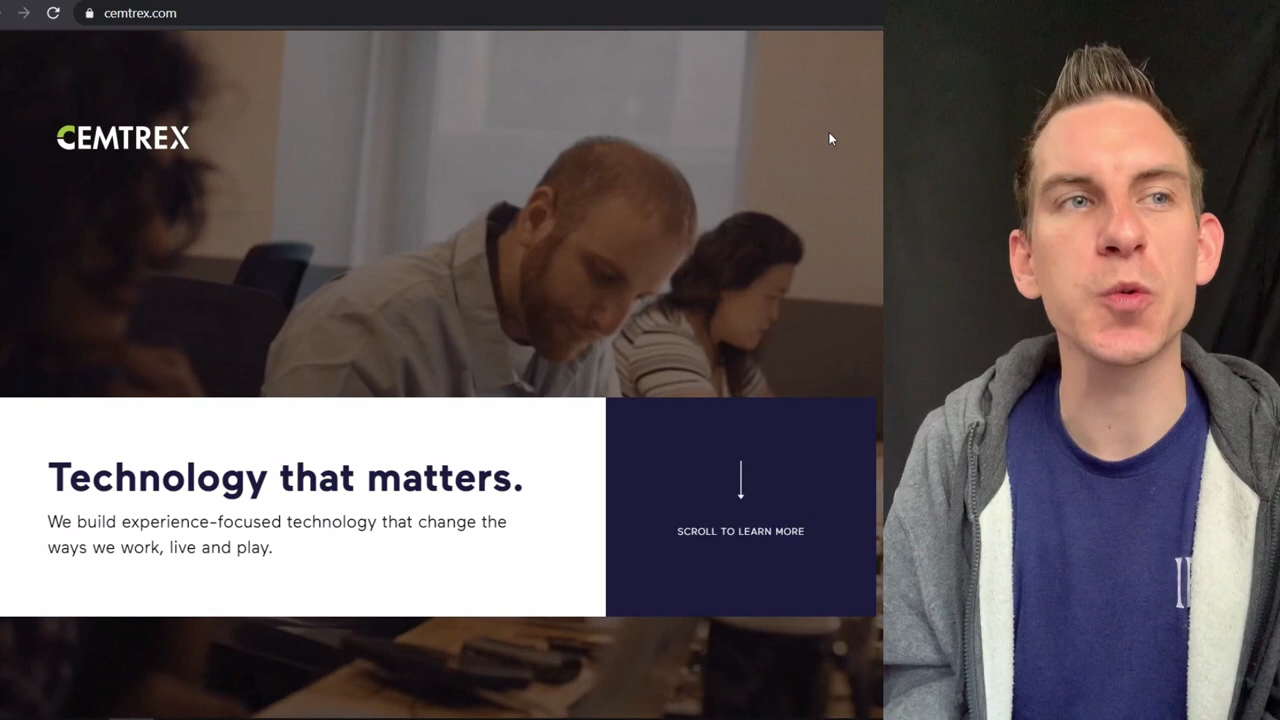 cemtrex.com
CEMTREX
Technology that matters.
We build experience-focused technology that change the
ways we work, live and play.
SCROLL TO LEARN MORE